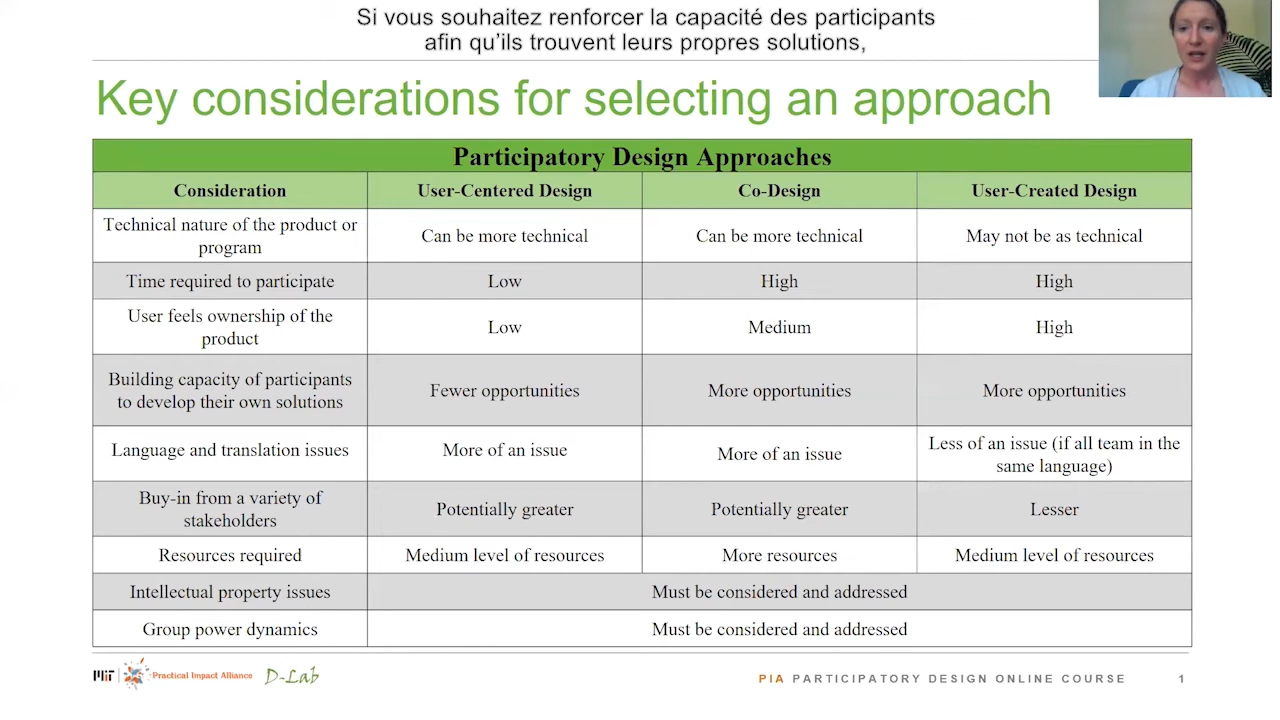 Si vous souhaitez renforcer la capacité des participants
afin qu'ils trouvent leurs propres solutions,
Key considerations for selecting an approach
Participatory Design Approaches
Consideration
User-Centered Design
Co-Design
User-Created Design
Technical nature of the product or
program
Can be more technical
Can be more technical
May not be as technical
Time required to participate
Low
High
High
User feels ownership of the
product
Low
Medium
High
Building capacity of participants
to develop their own solutions
Fewer opportunities
More opportunities
More opportunities
Language and translation issues
More of an issue
More of an issue
Less of an issue (if all team in the
same language)
Buy-in from a variety of
stakeholders
Potentially greater
Potentially greater
Lesser
Resources required
Medium level of resources
More resources
Medium level of resources
Intellectual property issues
Must be considered and addressed
Group power dynamics
Must be considered and addressed
MIT
Practical Impact Alliance
D-Lab
PIA PARTICIPATORY DESIGN ONLINE COURSE
1